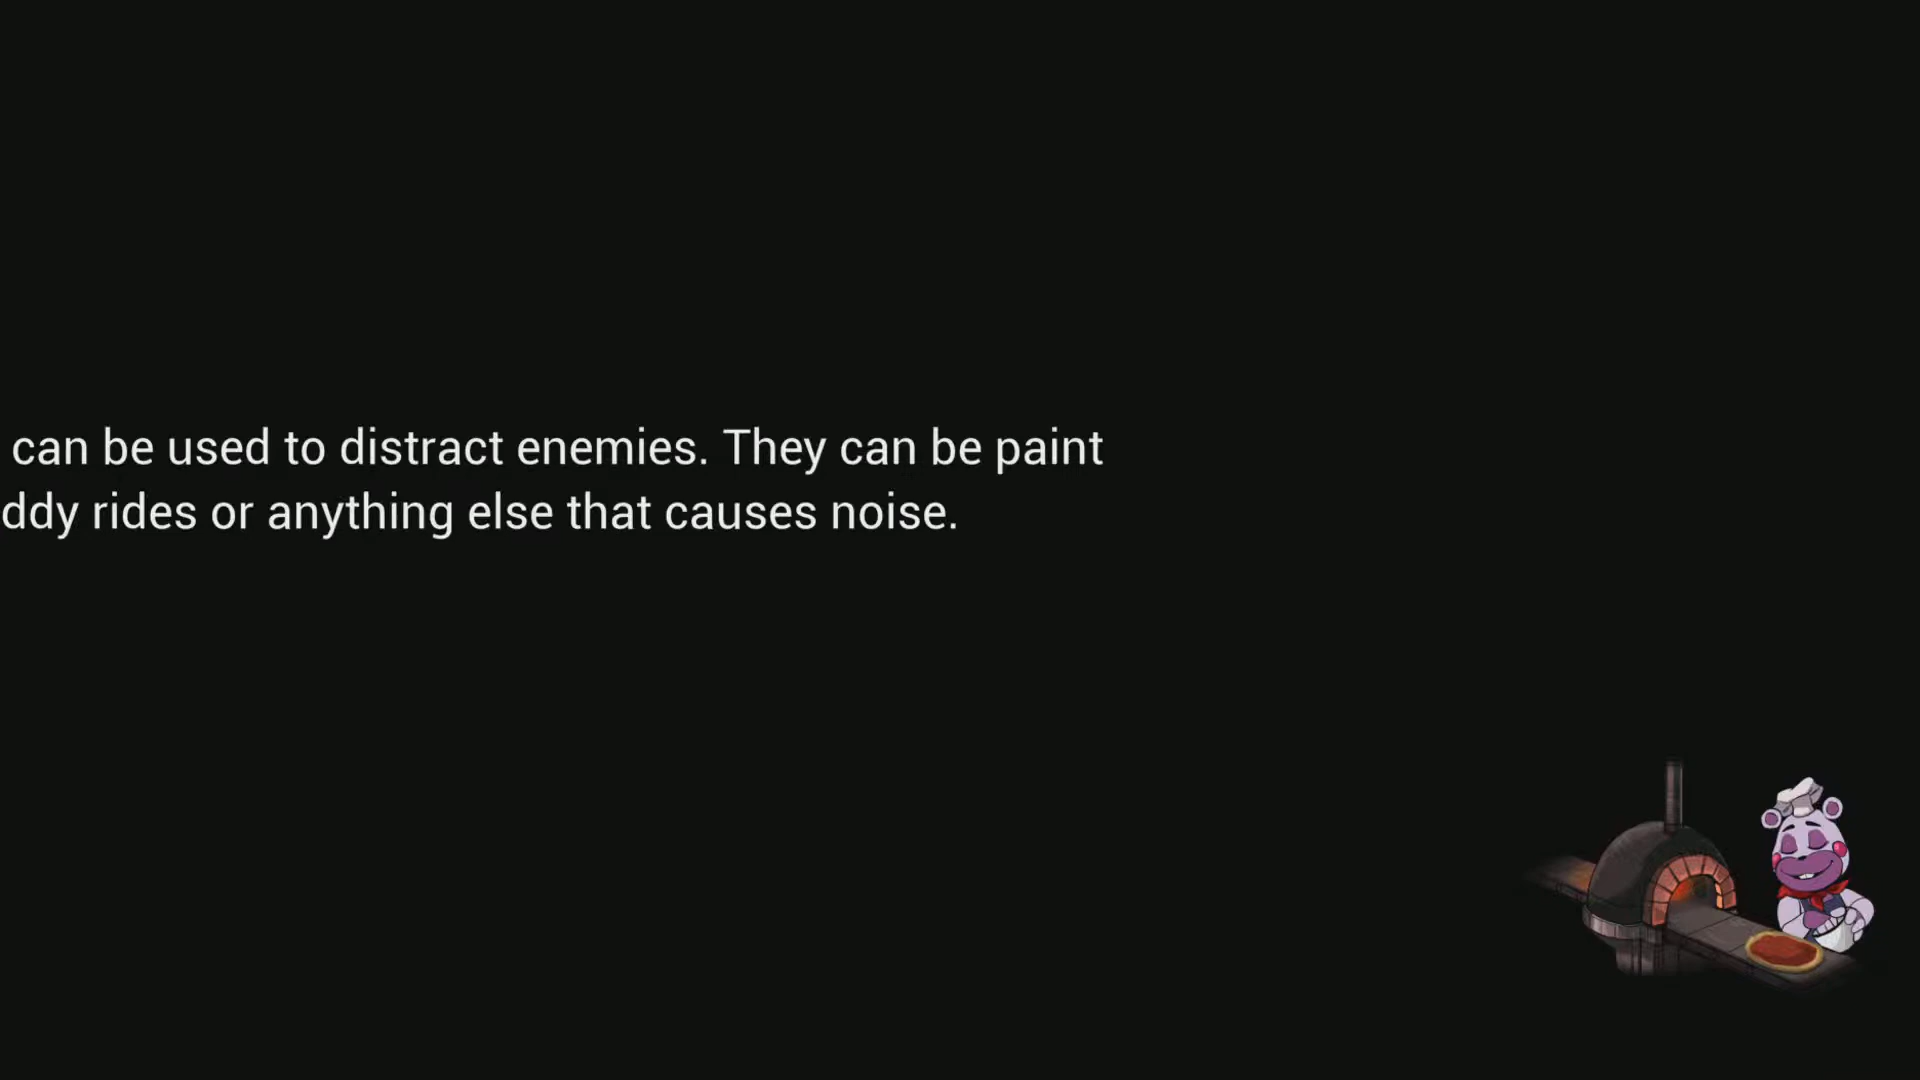 can be used to distract enemies. They can be paint
ddy rides or anything else that causes noise.